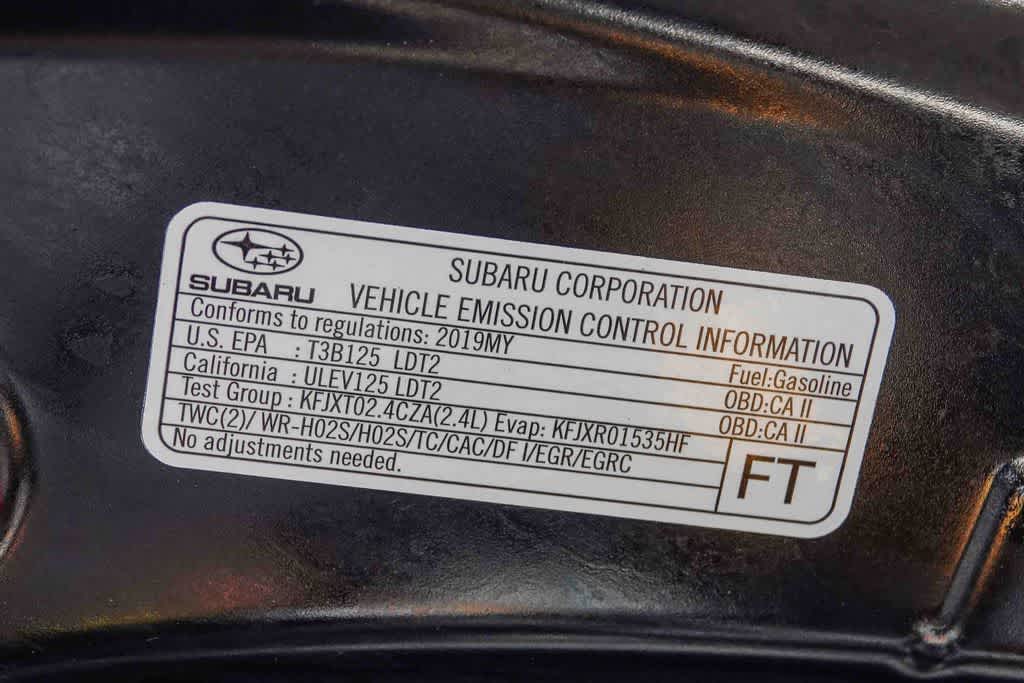 SUBARU
SUBARU CORPORATION
VEHICLE EMISSION CONTROL INFORMATION
Conforms to regulations: 2019MY Fuel:Gasoline
U.S. EPA : T3B125 LDT2 OBD:CA II
California : ULEV125 LDT2 OBD:CA II
Test Group : KFJXT02.4CZA(2.4L) Evap: KFJXR01535HF
TWC(2)/ WR-HO2S/HO2S/TC/CAC/DF I/EGR/EGRC
No adjustments needed.
FT